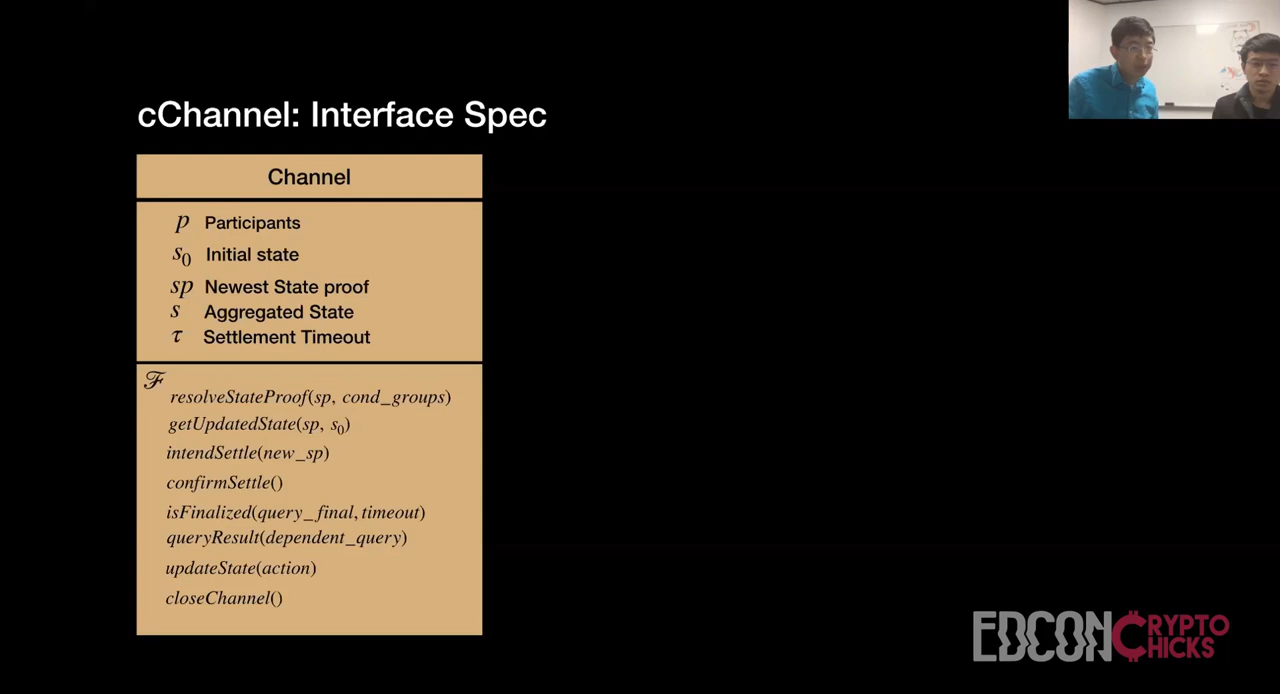 cChannel: Interface Spec
Channel
p Participants
s₀ Initial state
sp Newest State proof
s Aggregated State
τ Settlement Timeout
ℱ
resolveStateProof(sp, cond_groups)
getUpdatedState(sp, s₀)
intendSettle(new_sp)
confirmSettle()
isFinalized(query_final, timeout)
queryResult(dependent_query)
updateState(action)
closeChannel()
EDCON CRYPTO CHICKS